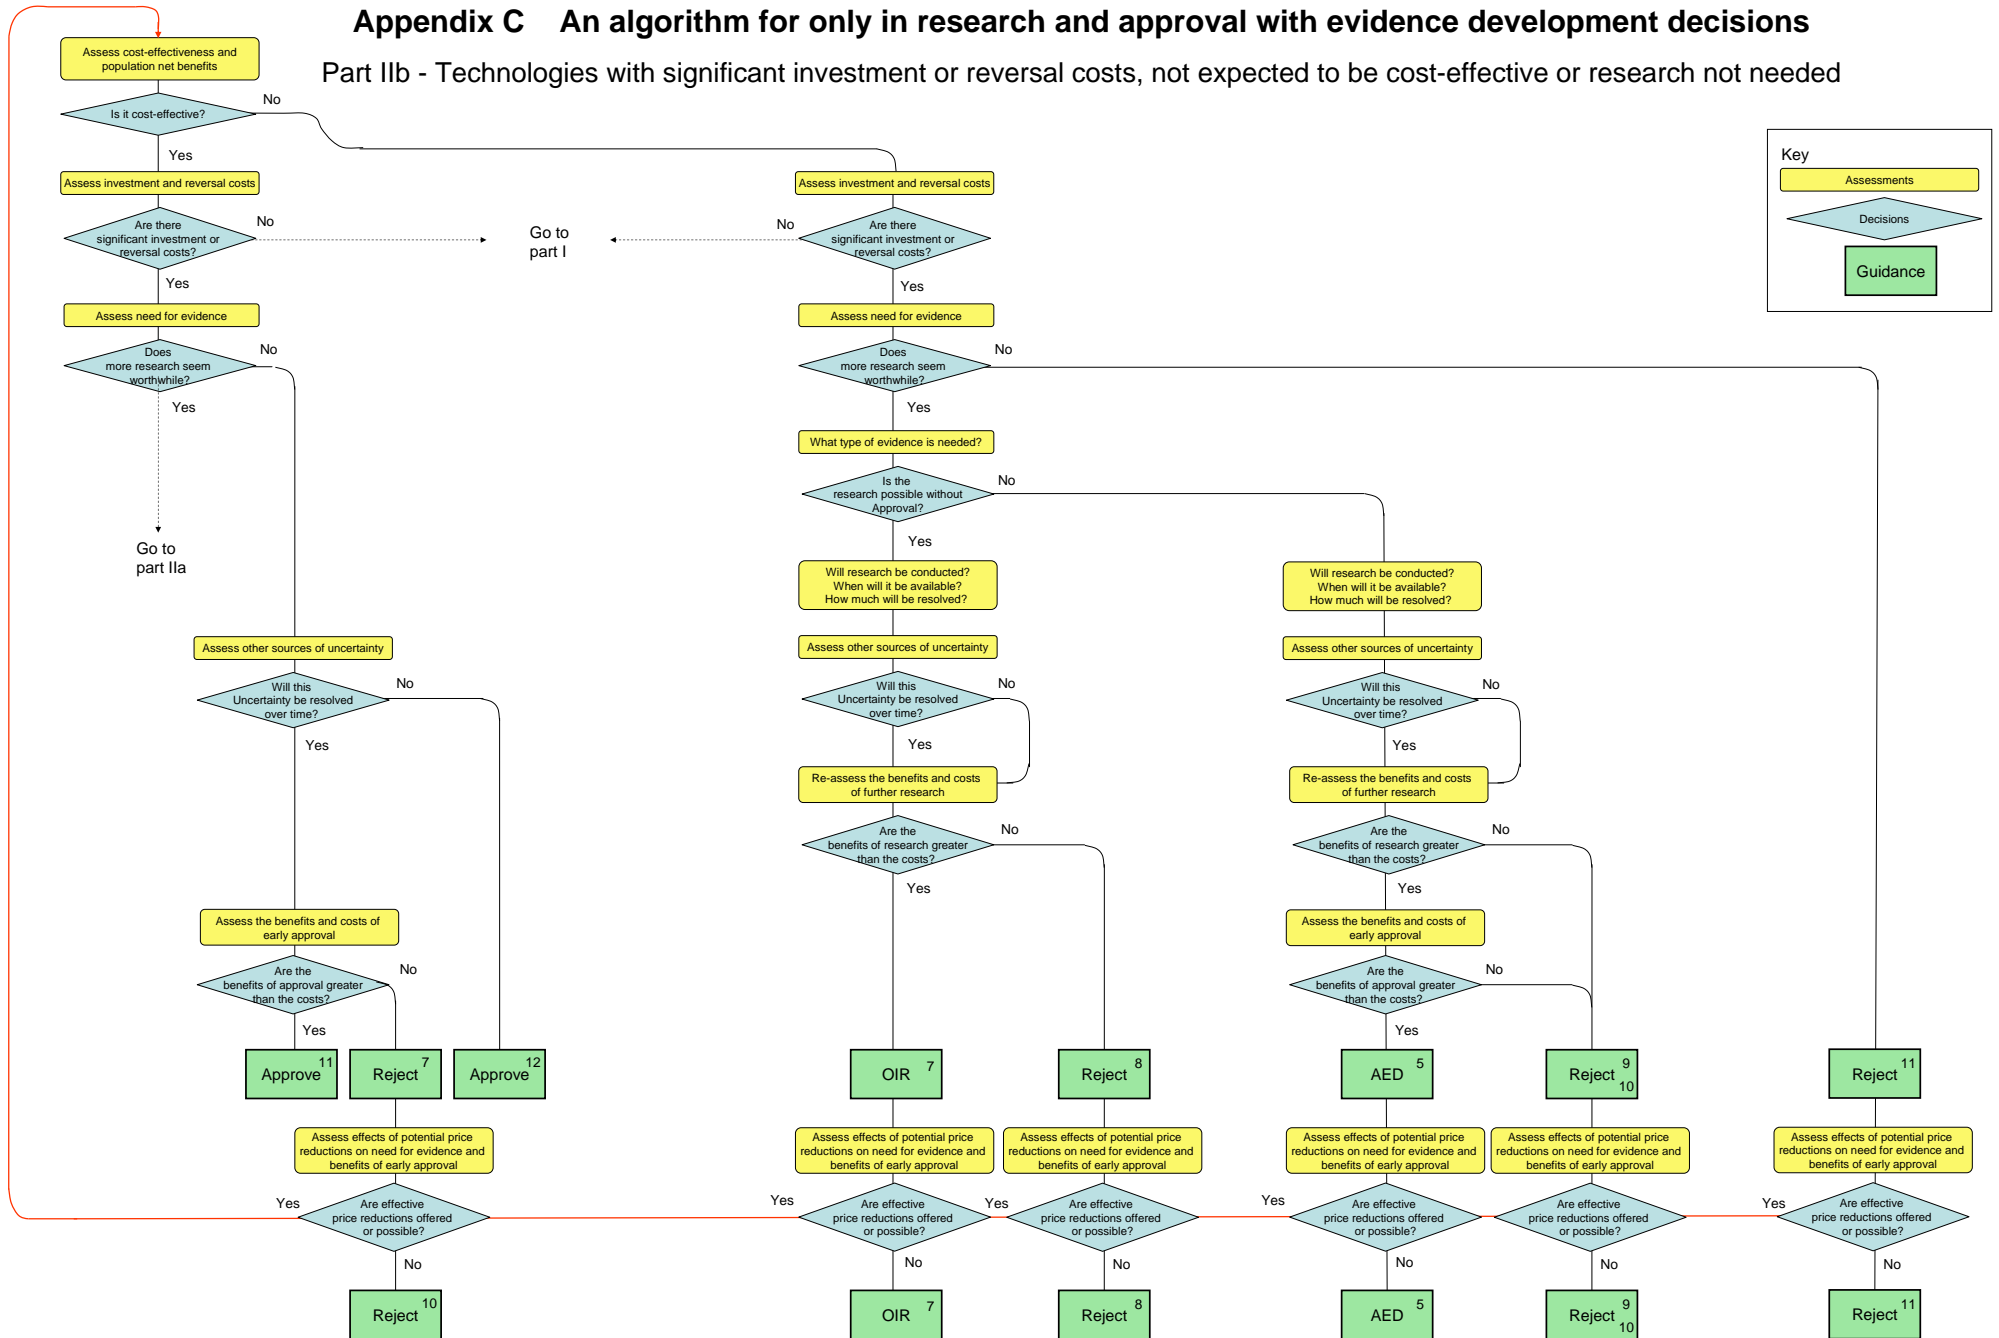 Appendix C An algorithm for only in research and approval with evidence development decisions
Part IIb - Technologies with significant investment or reversal costs, not expected to be cost-effective or research not needed
Assess cost-effectiveness and
population net benefits
Is it cost-effective?
No
Yes
Key
Assessments
Decisions
Guidance
Assess investment and reversal costs
Are there
significant investment or
reversal costs?
No
Yes
Go to
part I
Assess investment and reversal costs
Are there
significant investment or
reversal costs?
No
Yes
Assess need for evidence
Does
more research seem
worthwhile?
No
Yes
Go to
part IIa
Assess need for evidence
Does
more research seem
worthwhile?
No
Yes
What type of evidence is needed?
Is the
research possible without
Approval?
No
Yes
Will research be conducted?
When will it be available?
How much will be resolved?
Will research be conducted?
When will it be available?
How much will be resolved?
Assess other sources of uncertainty
Will this
Uncertainty be resolved
over time?
No
Yes
Assess other sources of uncertainty
Will this
Uncertainty be resolved
over time?
No
Yes
Assess other sources of uncertainty
Will this
Uncertainty be resolved
over time?
No
Yes
Re-assess the benefits and costs
of further research
Are the
benefits of research greater
than the costs?
No
Yes
Re-assess the benefits and costs
of further research
Are the
benefits of research greater
than the costs?
No
Yes
Assess the benefits and costs of
early approval
Are the
benefits of approval greater
than the costs?
No
Yes
Assess the benefits and costs of
early approval
Are the
benefits of approval greater
than the costs?
No
Yes
Approve 11
Reject 7
Approve 12
OIR 7
Reject 8
AED 5
Reject 9
10
Reject 11
Assess effects of potential price
reductions on need for evidence and
benefits of early approval
Assess effects of potential price
reductions on need for evidence and
benefits of early approval
Assess effects of potential price
reductions on need for evidence and
benefits of early approval
Assess effects of potential price
reductions on need for evidence and
benefits of early approval
Assess effects of potential price
reductions on need for evidence and
benefits of early approval
Assess effects of potential price
reductions on need for evidence and
benefits of early approval
Yes
Are effective
price reductions offered
or possible?
No
Yes
Are effective
price reductions offered
or possible?
No
Yes
Are effective
price reductions offered
or possible?
No
Yes
Are effective
price reductions offered
or possible?
No
Are effective
price reductions offered
or possible?
No
Yes
Are effective
price reductions offered
or possible?
No
Reject 10
OIR 7
Reject 8
AED 5
Reject 9
10
Reject 11